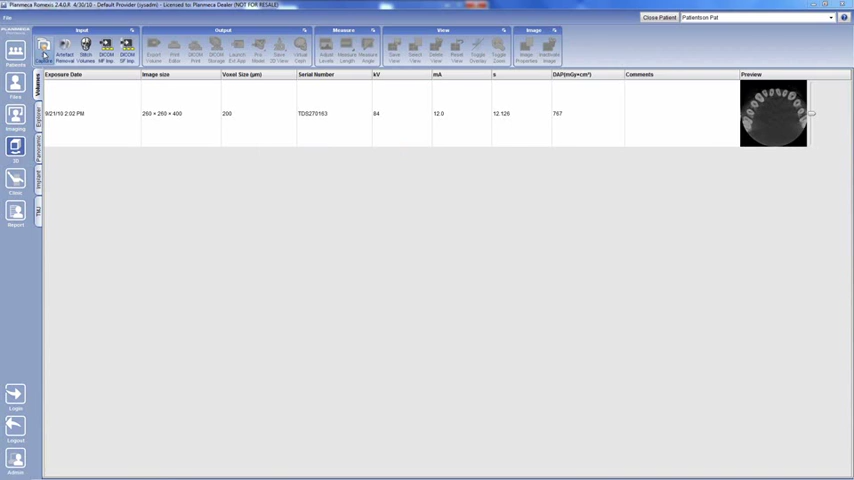 Planmeca Romexis 2.4.0.R 4/30/10 - Default Provider (sysadm) - Licensed to: Planmeca Dealer (NOT FOR RESALE)
File
Close Patient
Patientson Pat
PLANMECA
Input
Output
Measure
View
Image
Capture
Artefact Removal
Stitch Volumes
DICOM MF Imp.
DICOM SF Imp.
Export Volume
Print Editor
DICOM Print
DICOM Storage
Launch Ext App
Pro Model
Save 2D View
Virtual Ceph
Adjust Levels
Measure Length
Measure Angle
Save View
Select View
Delete View
Reset View
Toggle Overlay
Toggle Zoom
Image Properties
Inactivate Image
Patients
Files
Imaging
3D
Clinic
Report
Login
Logout
Admin
Volumes
Explorer
Panoramic
Implant
TMJ
Exposure Date
Image size
Voxel Size (µm)
Serial Number
kV
mA
s
DAP(mGy×cm²)
Comments
Preview
9/21/10 2:02 PM
260 × 260 × 400
200
TDS270163
84
12.0
12.126
767